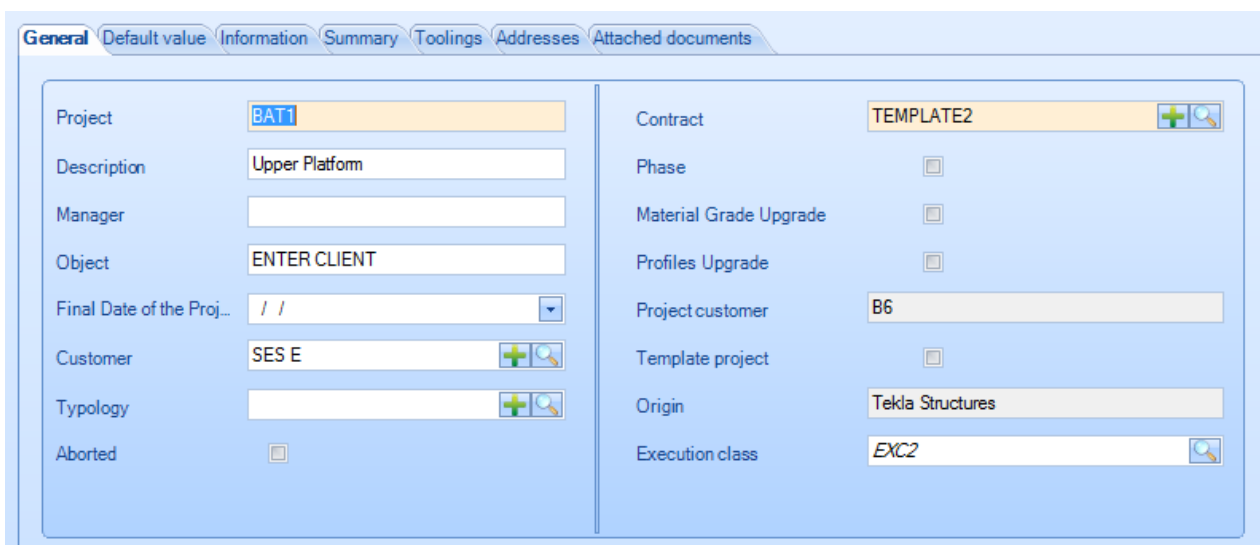 General Default value Information Summary Toolings Addresses Attached documents
Project BAT1
Description Upper Platform
Manager
Object ENTER CLIENT
Final Date of the Proj... / /
Customer SES E
Typology
Aborted
Contract TEMPLATE2
Phase
Material Grade Upgrade
Profiles Upgrade
Project customer B6
Template project
Origin Tekla Structures
Execution class EXC2